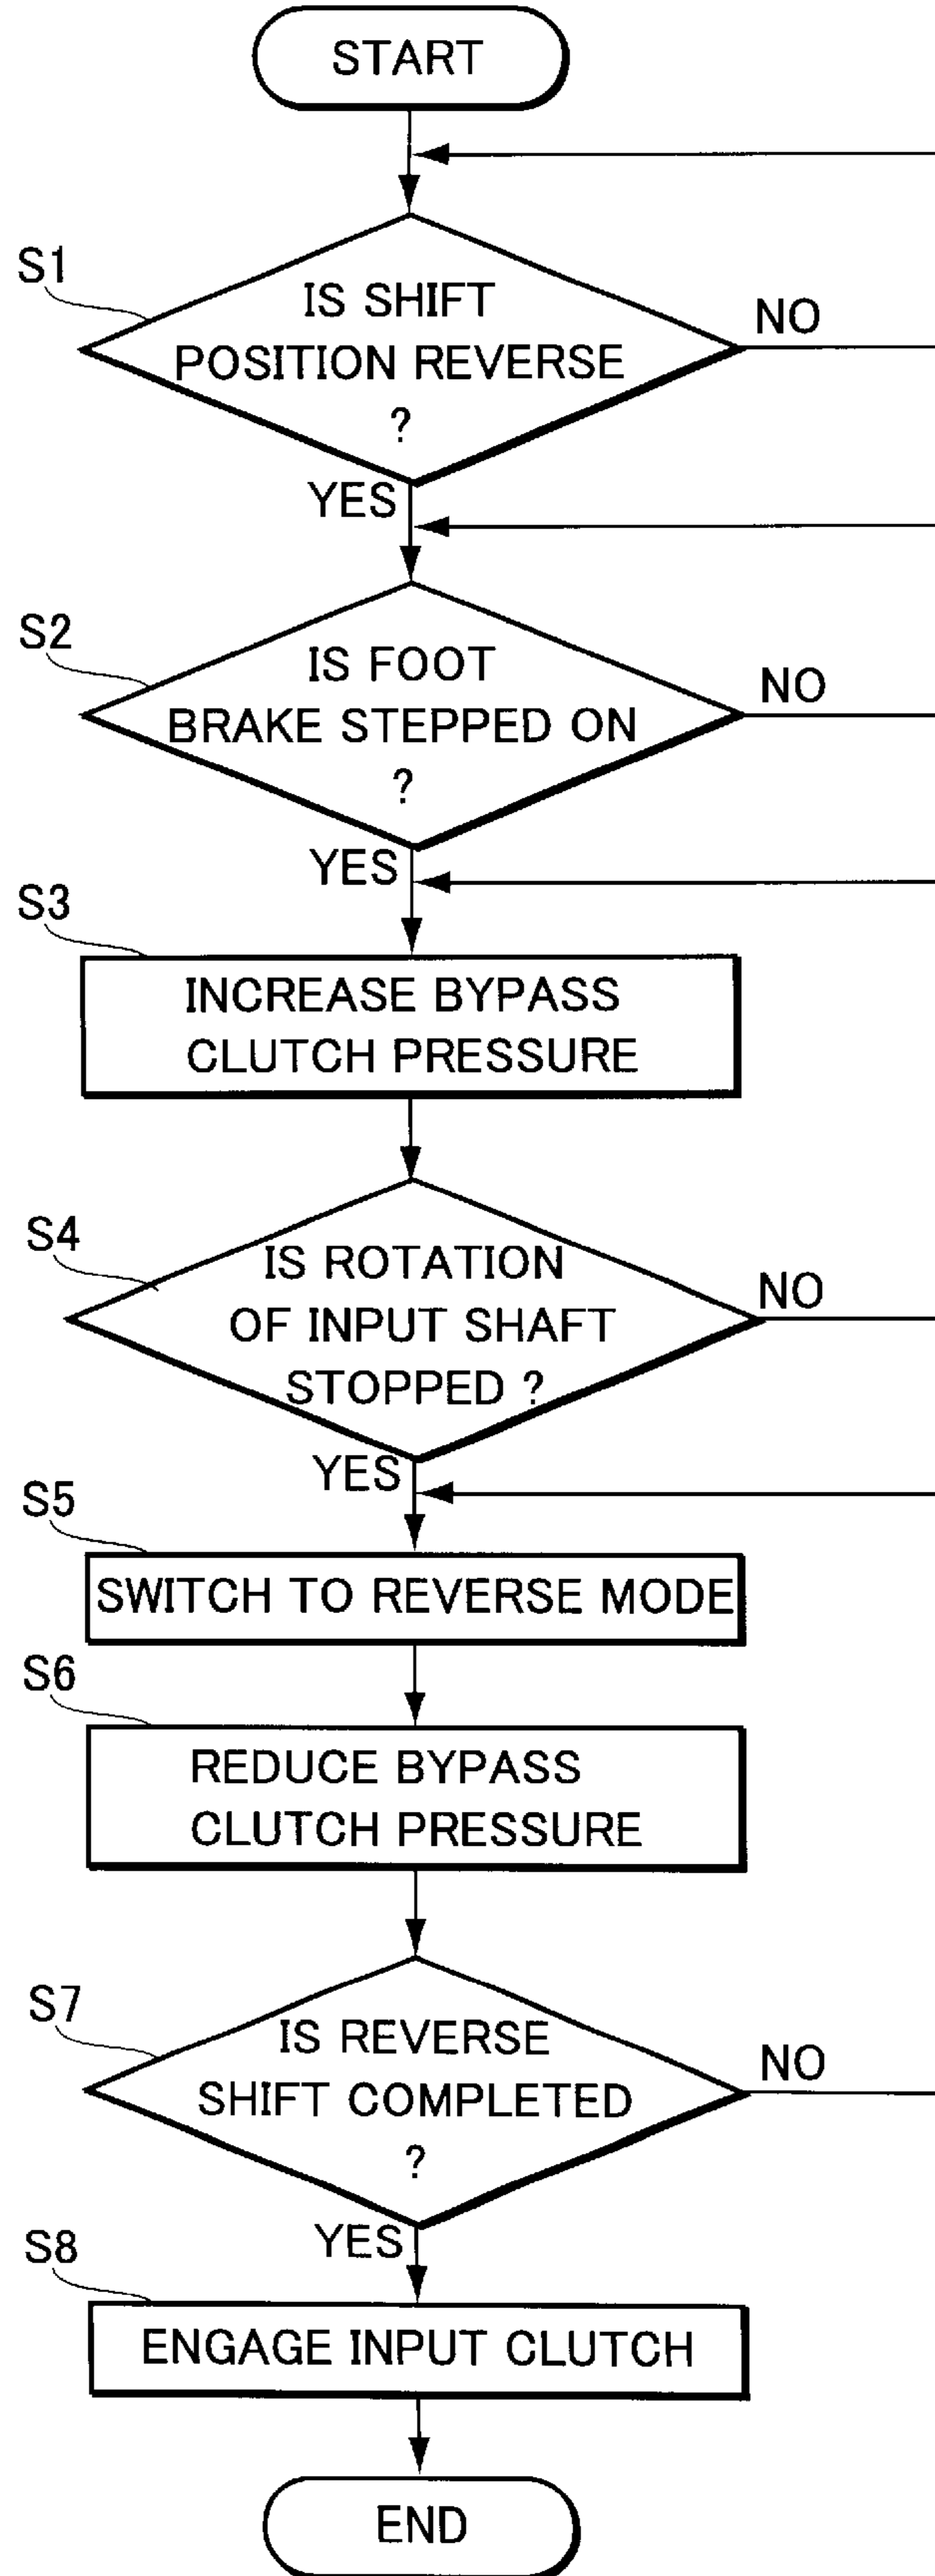 START
S1
IS SHIFT
POSITION REVERSE
?
NO
YES
S2
IS FOOT
BRAKE STEPPED ON
?
NO
YES
S3
INCREASE BYPASS
CLUTCH PRESSURE
S4
IS ROTATION
OF INPUT SHAFT
STOPPED ?
NO
YES
S5
SWITCH TO REVERSE MODE
S6
REDUCE BYPASS
CLUTCH PRESSURE
S7
IS REVERSE
SHIFT COMPLETED
?
NO
YES
S8
ENGAGE INPUT CLUTCH
END